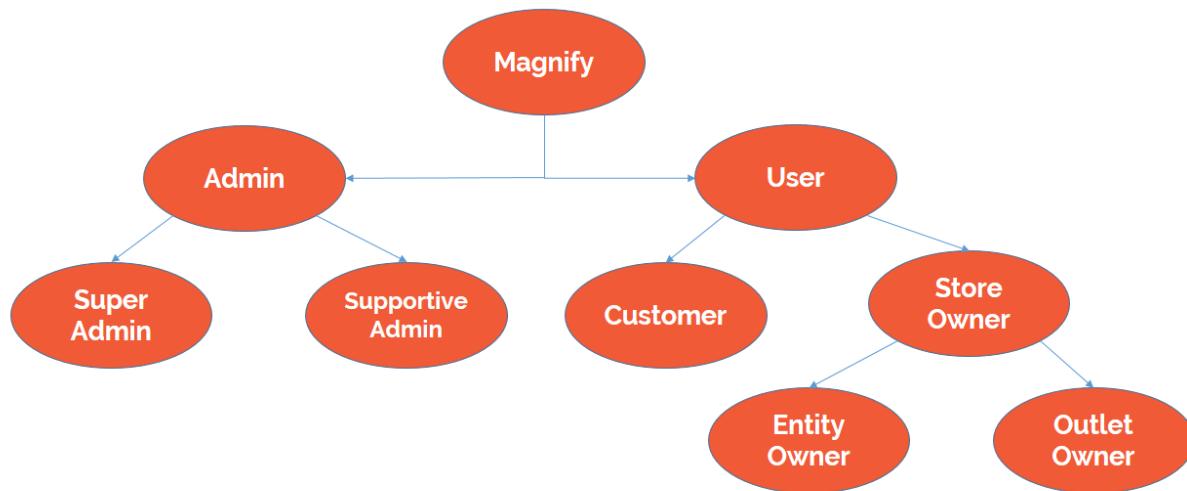 Magnify
Admin
User
Super
Admin
Supportive
Admin
Customer
Store
Owner
Entity
Owner
Outlet
Owner